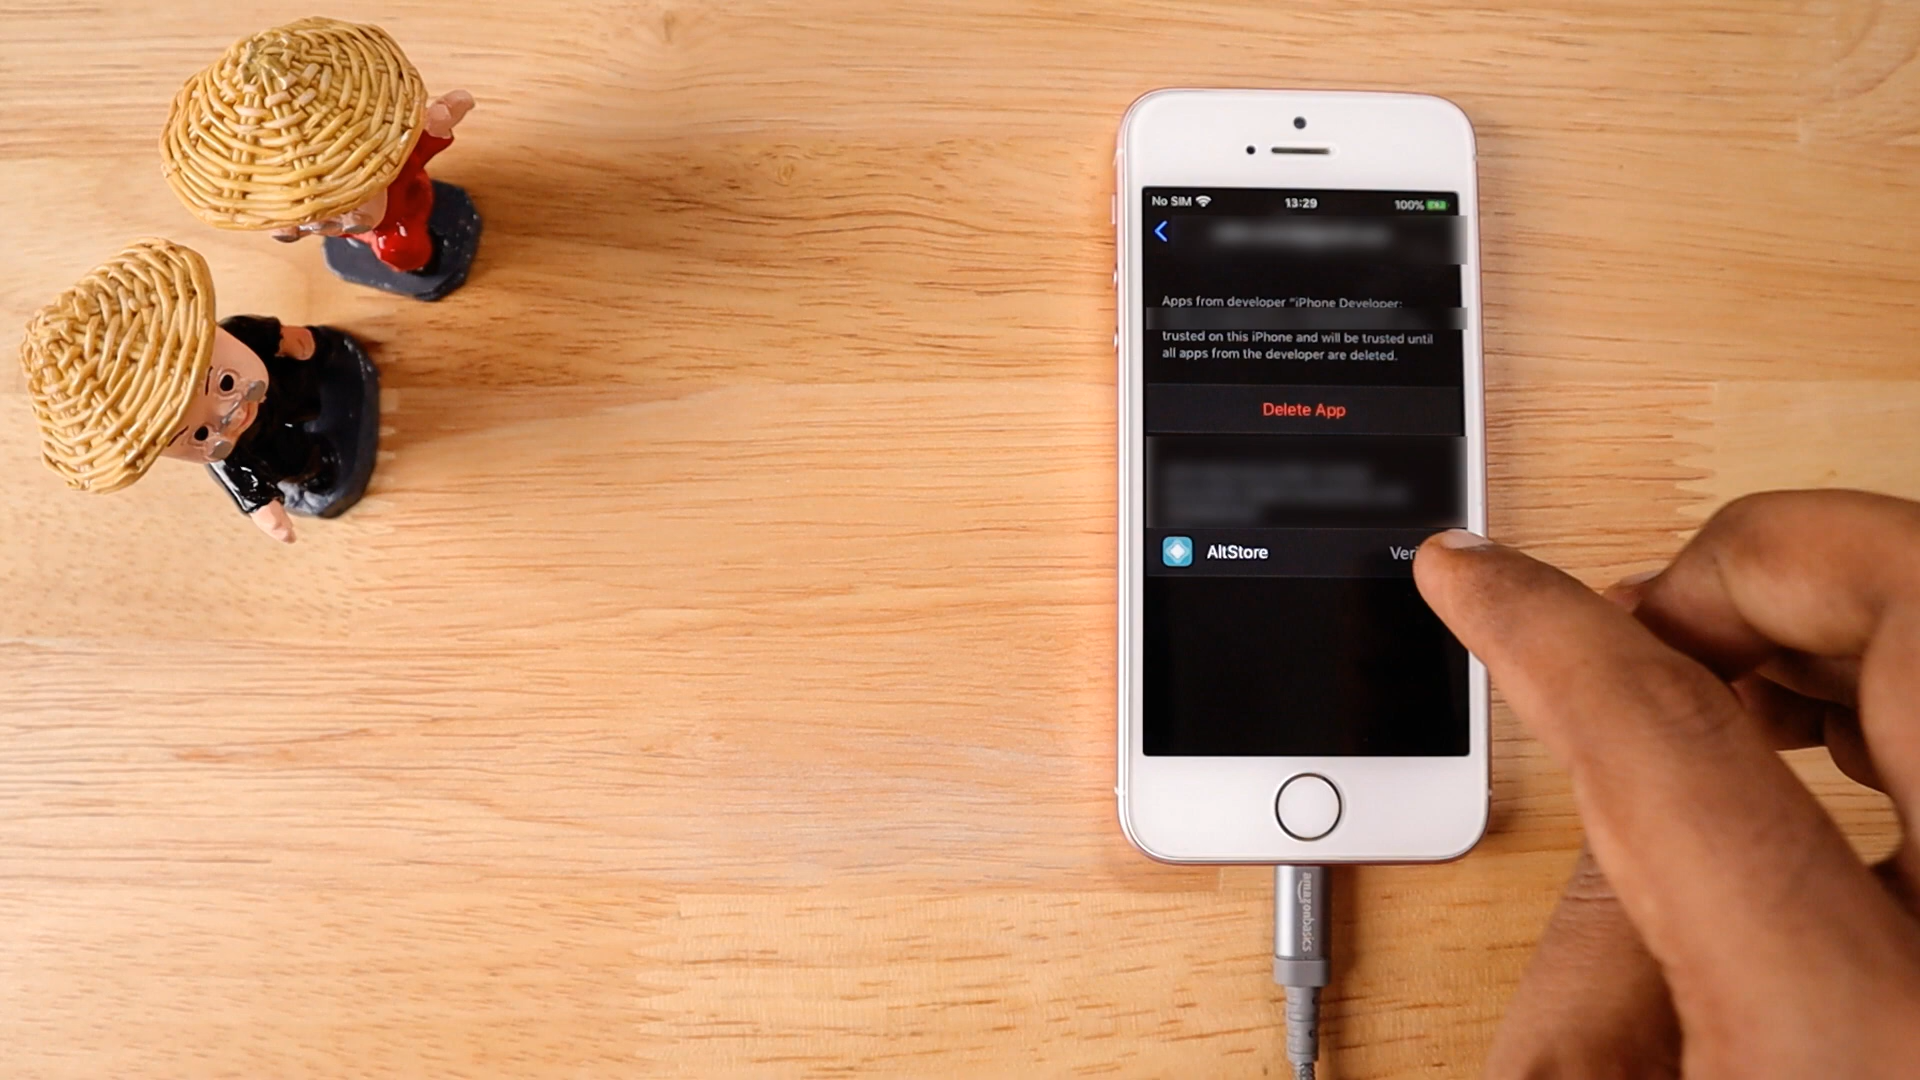 No SIM
13:29
100%
Apps from developer "iPhone Developer:
trusted on this iPhone and will be trusted until
all apps from the developer are deleted.
Delete App
AltStore
amazonbasics